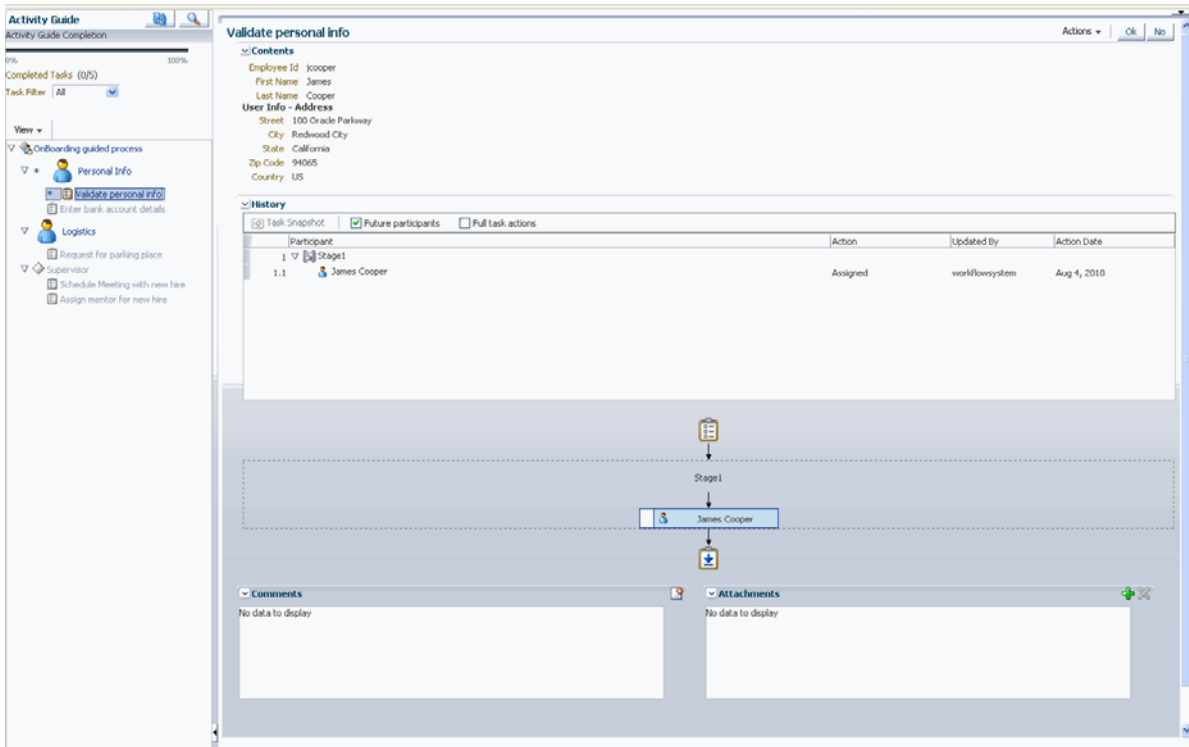 Activity Guide
Activity Guide Completion
0% 100%
Completed Tasks (0/5)
Task Filter All
View
OnBoarding guided process
Personal Info
* Validate personal info
Enter bank account details
Logistics
Request for parking place
Supervisor
Schedule Meeting with new hire
Assign mentor for new hire
Validate personal info
Actions Ok No
Contents
Employee Id jcooper
First Name James
Last Name Cooper
User Info - Address
Street 100 Oracle Parkway
City Redwood City
State California
Zip Code 94065
Country US
History
Task Snapshot Future participants Full task actions
Participant Action Updated By Action Date
1 Stage1
1.1 James Cooper Assigned workflowsystem Aug 4, 2010
Stage1
James Cooper
Comments
No data to display
Attachments
No data to display